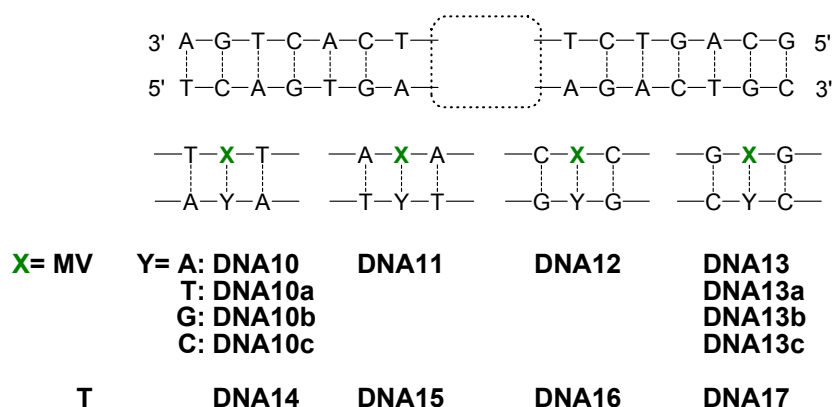 3' A-G-T-C-A-C-T- -T-C-T-G-A-C-G 5'
5' T-C-A-G-T-G-A- -A-G-A-C-T-G-C 3'
—T-X-T— —A-X-A— —C-X-C— —G-X-G—
—A-Y-A— —T-Y-T— —G-Y-G— —C-Y-C—
X= MV Y= A: DNA10 DNA11 DNA12 DNA13
T: DNA10a DNA13a
G: DNA10b DNA13b
C: DNA10c DNA13c
T DNA14 DNA15 DNA16 DNA17